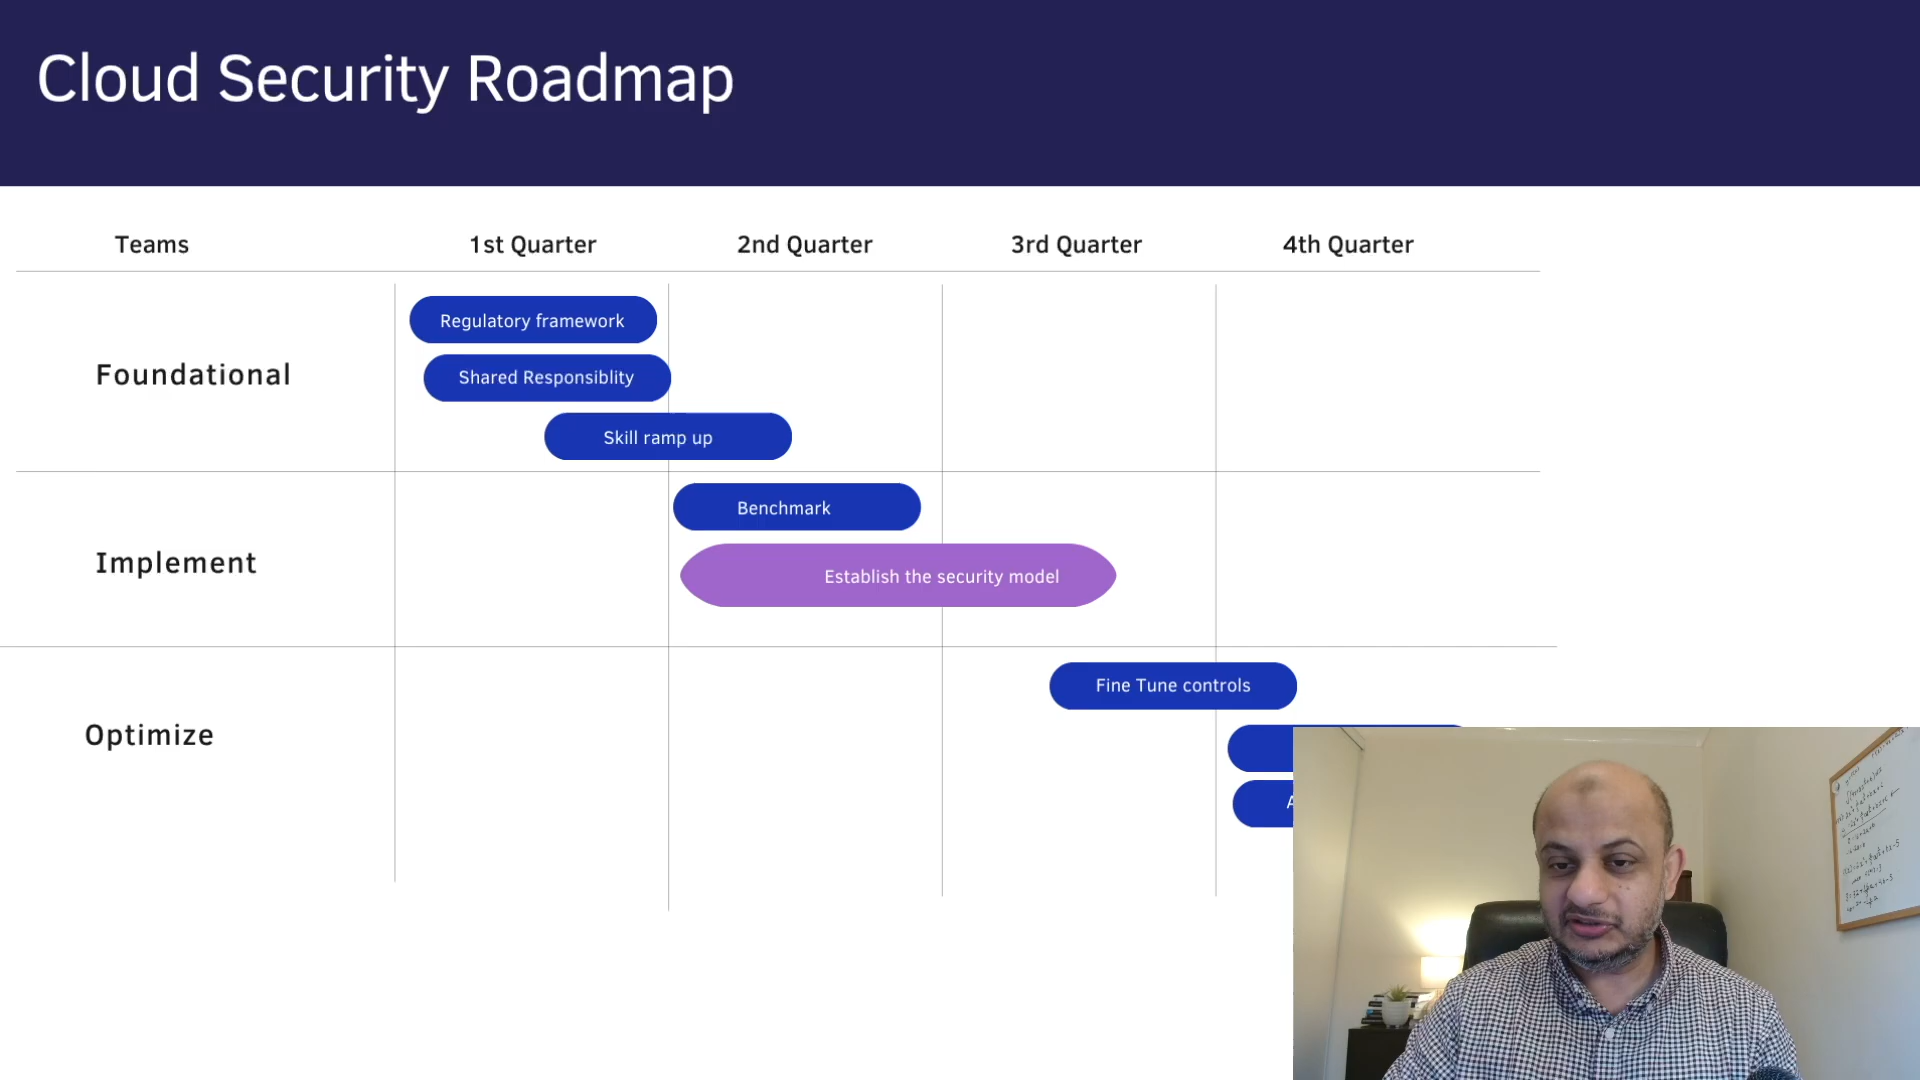 Cloud Security Roadmap
Teams 1st Quarter 2nd Quarter 3rd Quarter 4th Quarter
Foundational
Regulatory framework
Shared Responsiblity
Skill ramp up
Implement
Benchmark
Establish the security model
Optimize
Fine Tune controls